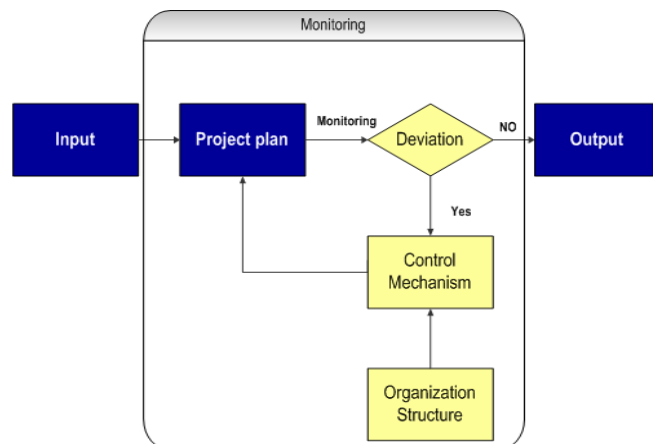 Monitoring
Input
Project plan
Monitoring
Deviation
NO
Output
Yes
Control
Mechanism
Organization
Structure